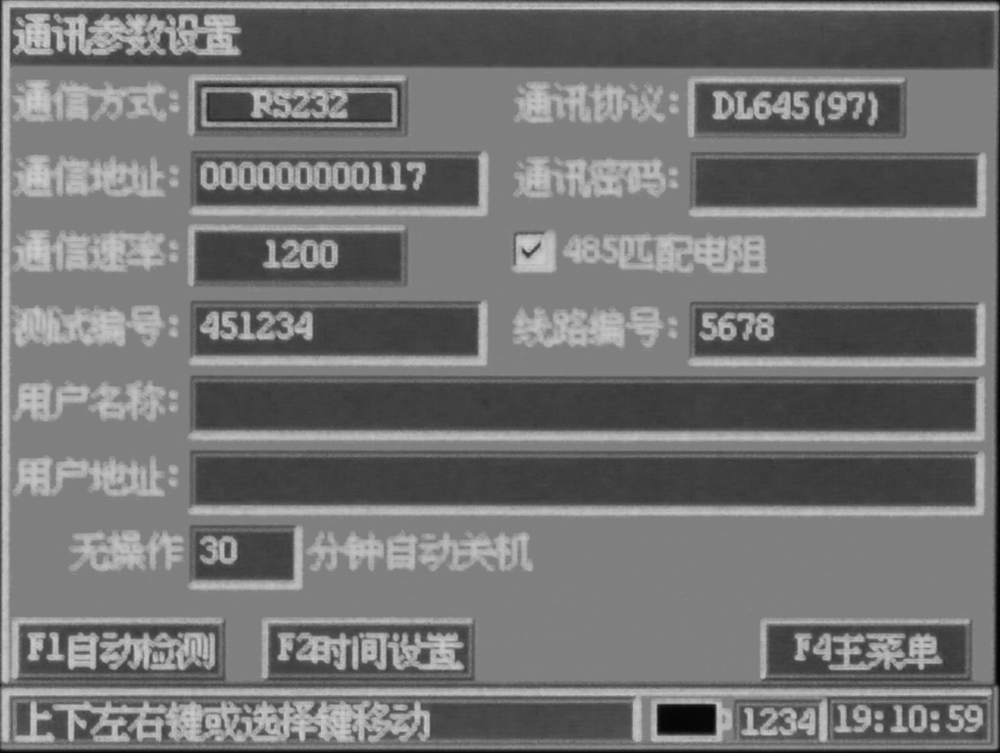 通讯参数设置
通信方式: RS232 通讯协议: DL645(97)
通信地址: 000000000117 通讯密码:
通信速率: 1200 485匹配电阻
测试编号: 451234 线路编号: 5678
用户名称:
用户地址:
无操作 30 分钟自动关机
F1自动检测 F2时间设置 F4主菜单
上下左右键或选择键移动 1234 19:10:59